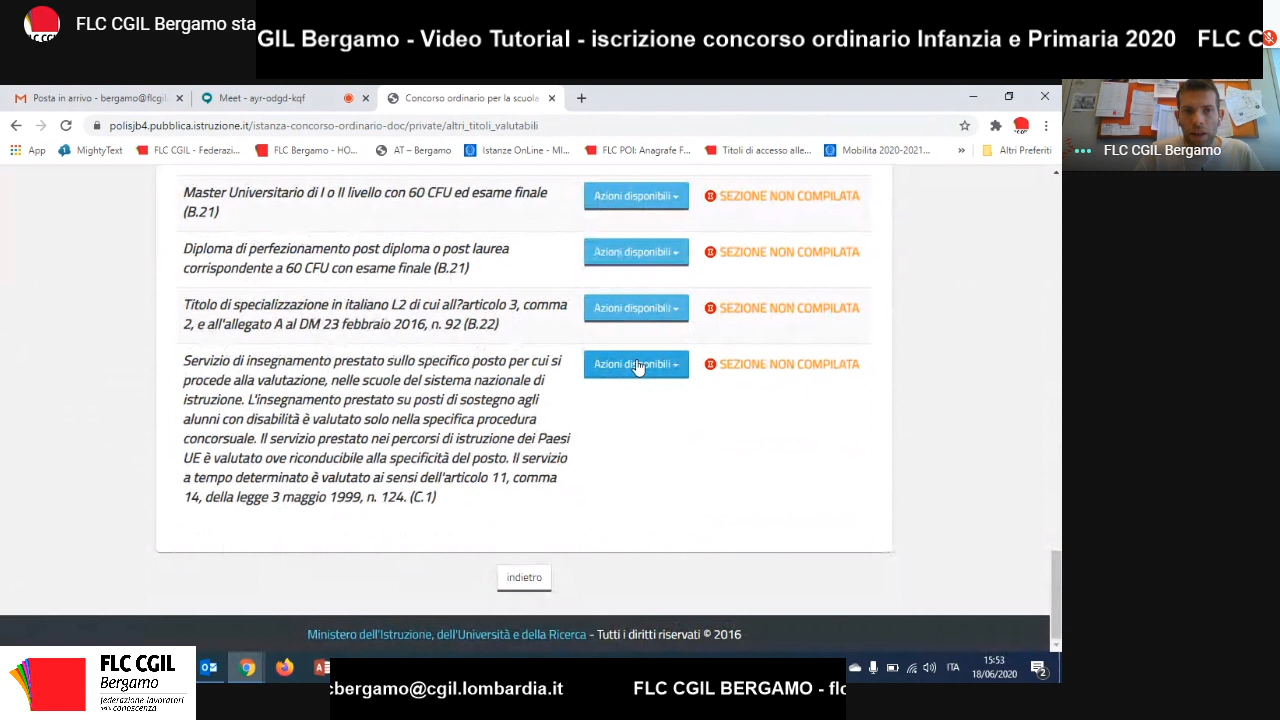 FLC CGIL Bergamo sta
GIL Bergamo - Video Tutorial - iscrizione concorso ordinario Infanzia e Primaria 2020 FLC C
Posta in arrivo - bergamo@flcgil
Meet - ayr-odgd-kqf
Concorso ordinario per la scuola
polisjb4.pubblica.istruzione.it/istanza-concorso-ordinario-doc/private/altri_titoli_valutabili
App
MightyText
FLC CGIL - Federazi...
FLC Bergamo - HO...
AT – Bergamo
Istanze OnLine - MI...
FLC POI: Anagrafe F...
Titoli di accesso alle...
Mobilita 2020-2021...
»
Altri Preferiti
FLC CGIL Bergamo
Master Universitario di I o II livello con 60 CFU ed esame finale
(B.21)
Azioni disponibili
SEZIONE NON COMPILATA
Diploma di perfezionamento post diploma o post laurea
corrispondente a 60 CFU con esame finale (B.21)
Azioni disponibili
SEZIONE NON COMPILATA
Titolo di specializzazione in italiano L2 di cui all?articolo 3, comma
2, e all'allegato A al DM 23 febbraio 2016, n. 92 (B.22)
Azioni disponibili
SEZIONE NON COMPILATA
Servizio di insegnamento prestato sullo specifico posto per cui si
procede alla valutazione, nelle scuole del sistema nazionale di
istruzione. L'insegnamento prestato su posti di sostegno agli
alunni con disabilità è valutato solo nella specifica procedura
concorsuale. Il servizio prestato nei percorsi di istruzione dei Paesi
UE è valutato ove riconducibile alla specificità del posto. Il servizio
a tempo determinato è valutato ai sensi dell'articolo 11, comma
14, della legge 3 maggio 1999, n. 124. (C.1)
Azioni disponibili
SEZIONE NON COMPILATA
indietro
Ministero dell'Istruzione, dell'Università e della Ricerca - Tutti i diritti riservati © 2016
FLC CGIL
Bergamo
federazione lavoratori
della conoscenza
ITA
15:53
18/06/2020
2
cbergamo@cgil.lombardia.it
FLC CGIL BERGAMO - flc